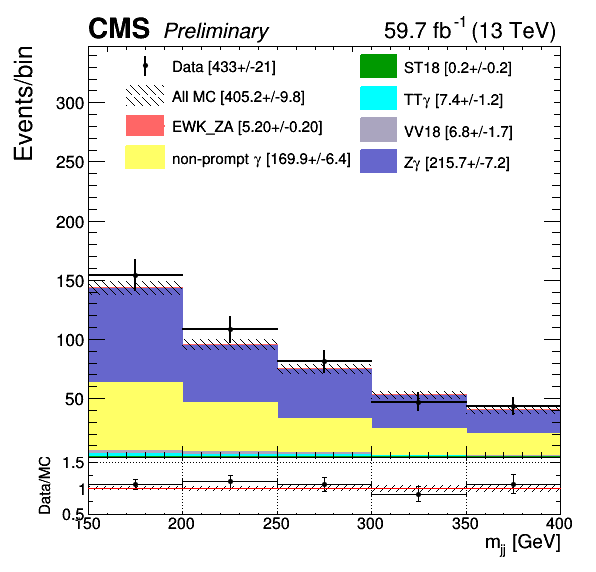 CMS Preliminary 59.7 fb⁻¹ (13 TeV)
Events/bin
Data [433+/-21]
All MC [405.2+/-9.8]
EWK_ZA [5.20+/-0.20]
non-prompt γ [169.9+/-6.4]
ST18 [0.2+/-0.2]
TTγ [7.4+/-1.2]
VV18 [6.8+/-1.7]
Zγ [215.7+/-7.2]
300
250
200
150
100
50
Data/MC
1.5
1
0.5
150 200 250 300 350 400
m_jj [GeV]